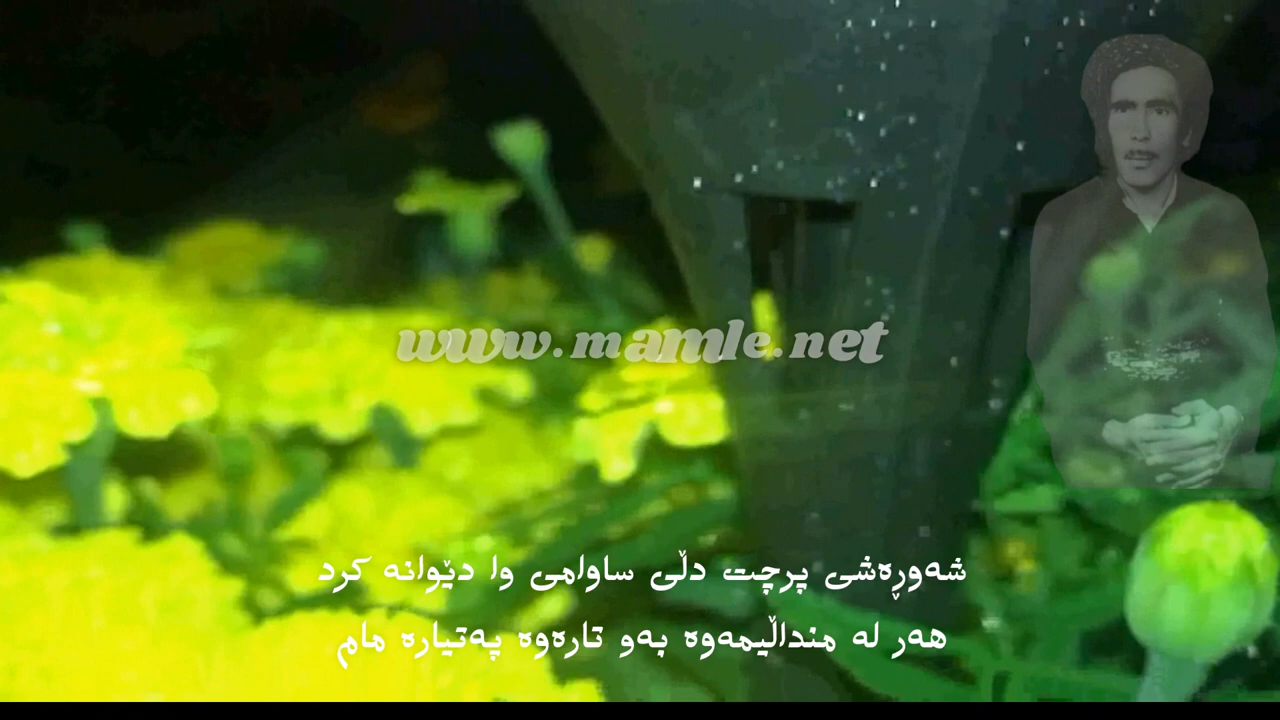 www.mamle.net
شەوڕەشی پرچت دڵی ساوامی وا دێوانە کرد
هەر لە منداڵیمەوە بەو تارەوە پەتیارە مام